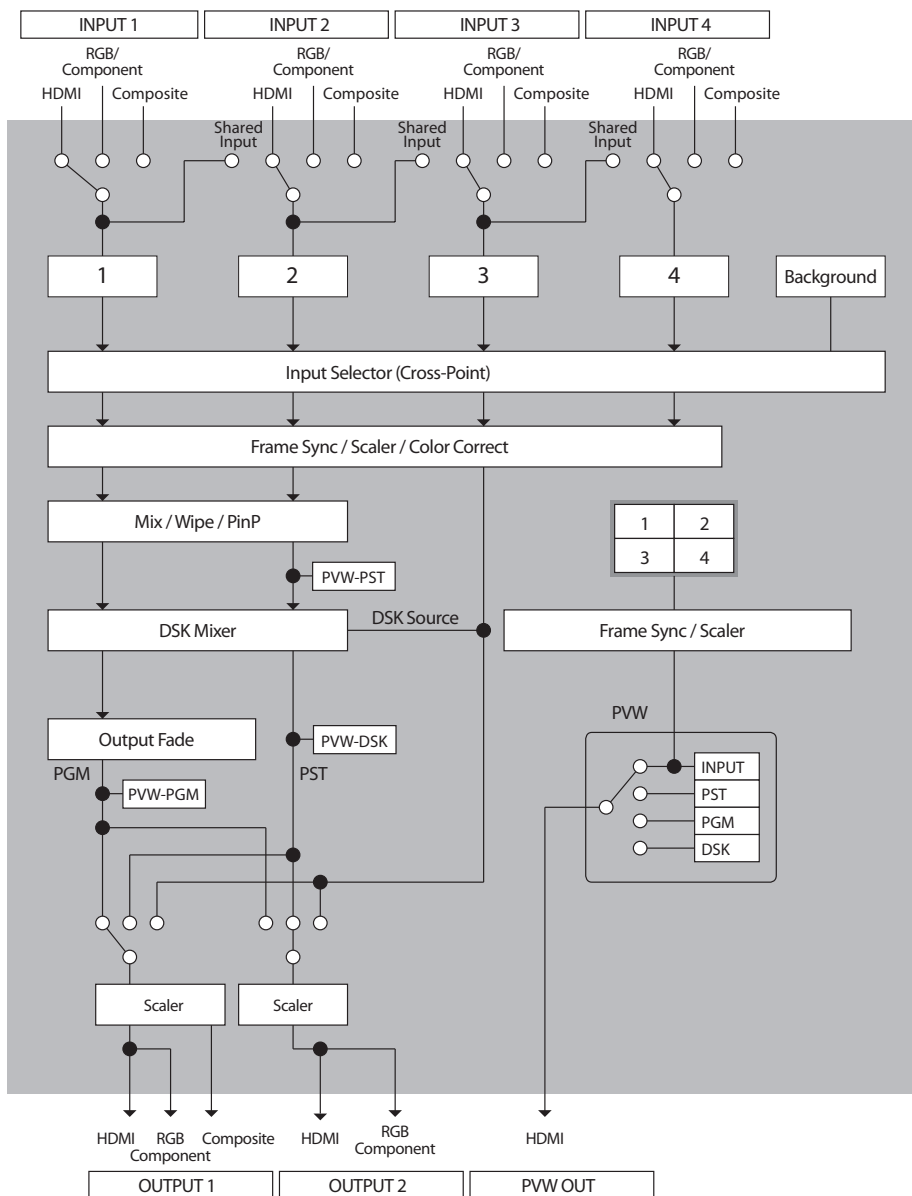 INPUT 1
INPUT 2
INPUT 3
INPUT 4
RGB/
Component
RGB/
Component
RGB/
Component
RGB/
Component
HDMI
Composite
HDMI
Composite
HDMI
Composite
HDMI
Composite
Shared
Input
Shared
Input
Shared
Input
1
2
3
4
Background
Input Selector (Cross-Point)
Frame Sync / Scaler / Color Correct
Mix / Wipe / PinP
1
2
3
4
PVW-PST
DSK Mixer
DSK Source
Frame Sync / Scaler
PVW
Output Fade
PVW-DSK
INPUT
PGM
PST
PVW-PGM
PST
PGM
DSK
Scaler
Scaler
HDMI
RGB
Component
Composite
HDMI
RGB
Component
HDMI
OUTPUT 1
OUTPUT 2
PVW OUT